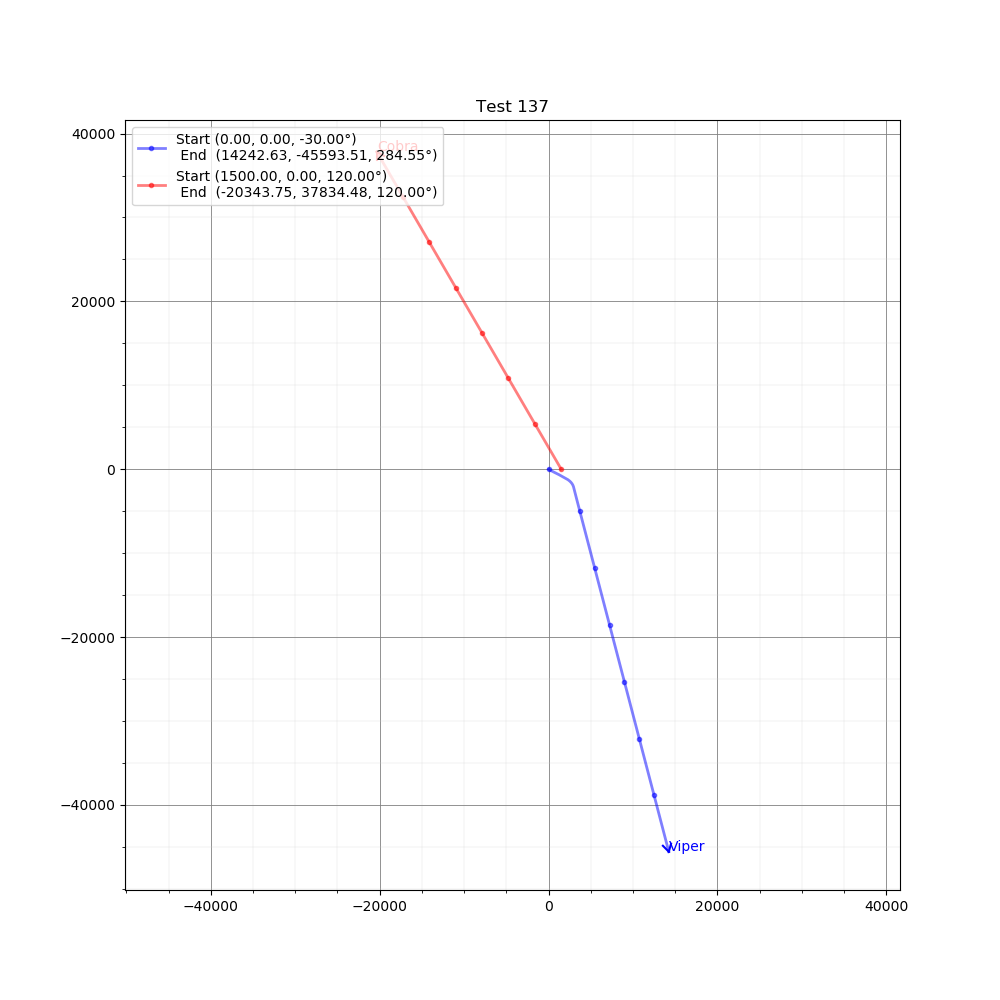 Test 137
Start (0.00, 0.00, -30.00°)
End (14242.63, -45593.51, 284.55°)
Start (1500.00, 0.00, 120.00°)
End (-20343.75, 37834.48, 120.00°)
Cobra
40000
20000
0
−20000
−40000
Viper
−40000
−20000
0
20000
40000